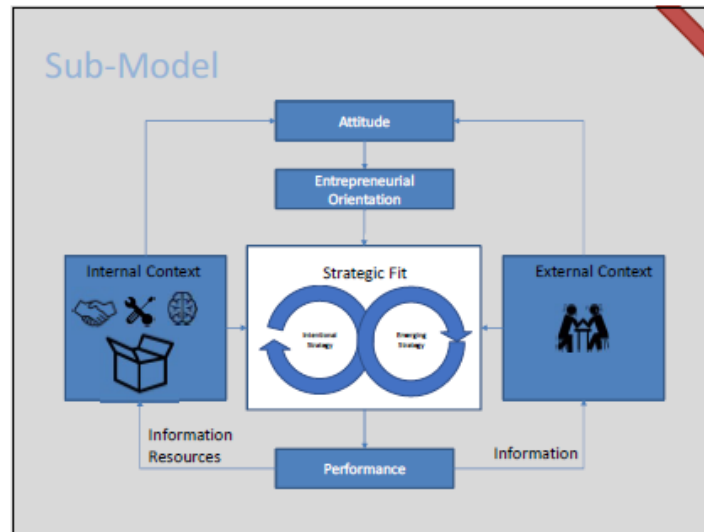 Sub-Model
Attitude
Entrepreneurial
Orientation
Internal Context
Strategic Fit
External Context
Intentional
Strategy
Emerging
Strategy
Information
Resources
Performance
Information